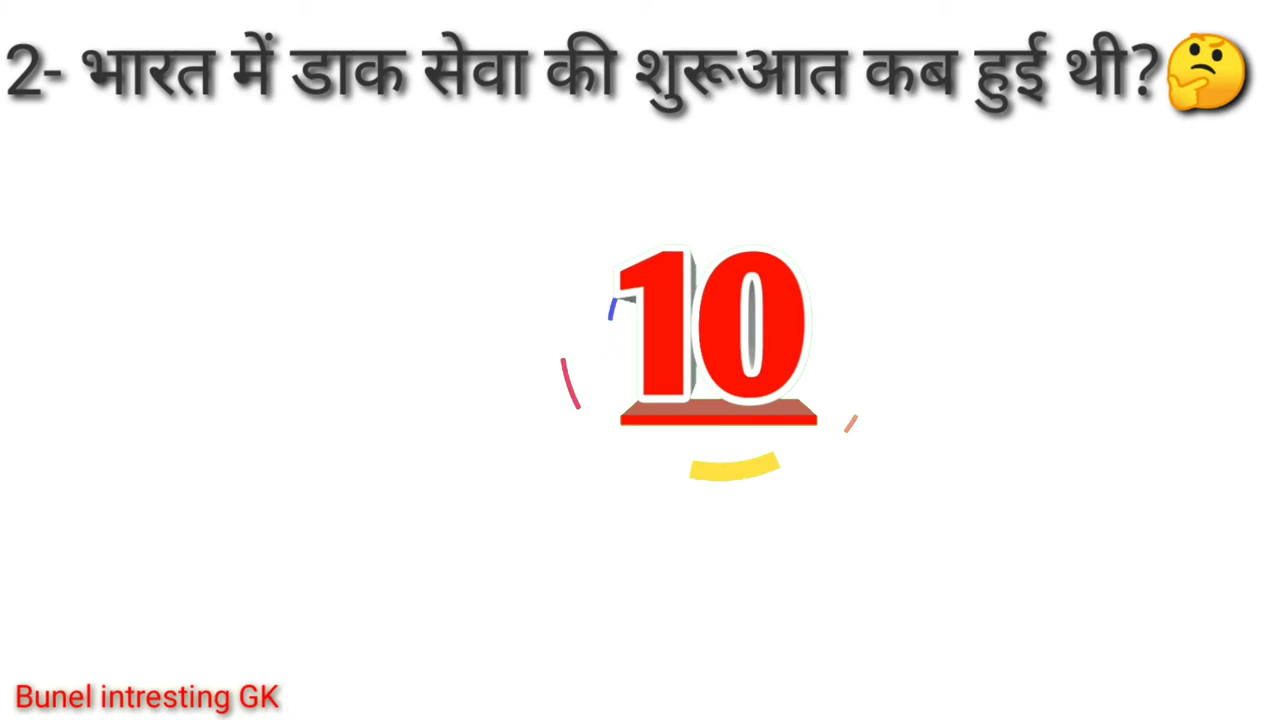 2- भारत में डाक सेवा की शुरूआत कब हुई थी?🤔
10
Bunel intresting GK